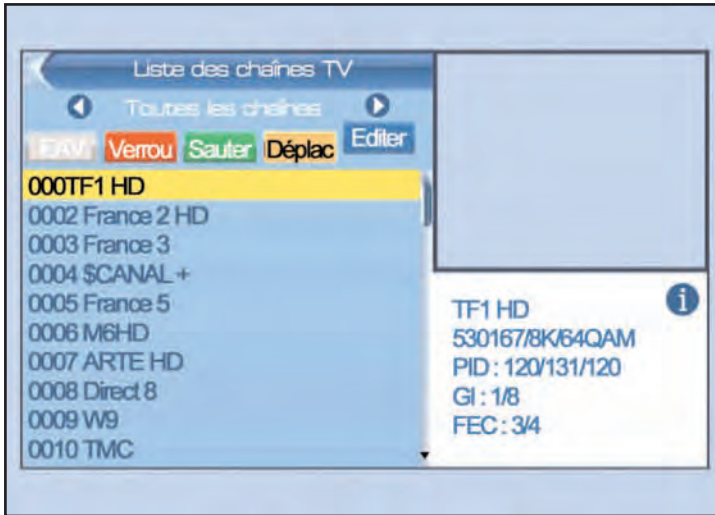 Liste des chaînes TV
Toutes les chaînes
FAV Verrou Sauter Déplac Editer
000TF1 HD
0002 France 2 HD
0003 France 3
0004 $CANAL +
0005 France 5
0006 M6HD
0007 ARTE HD
0008 Direct 8
0009 W9
0010 TMC
TF1 HD
530167/8K/64QAM
PID : 120/131/120
GI : 1/8
FEC : 3/4